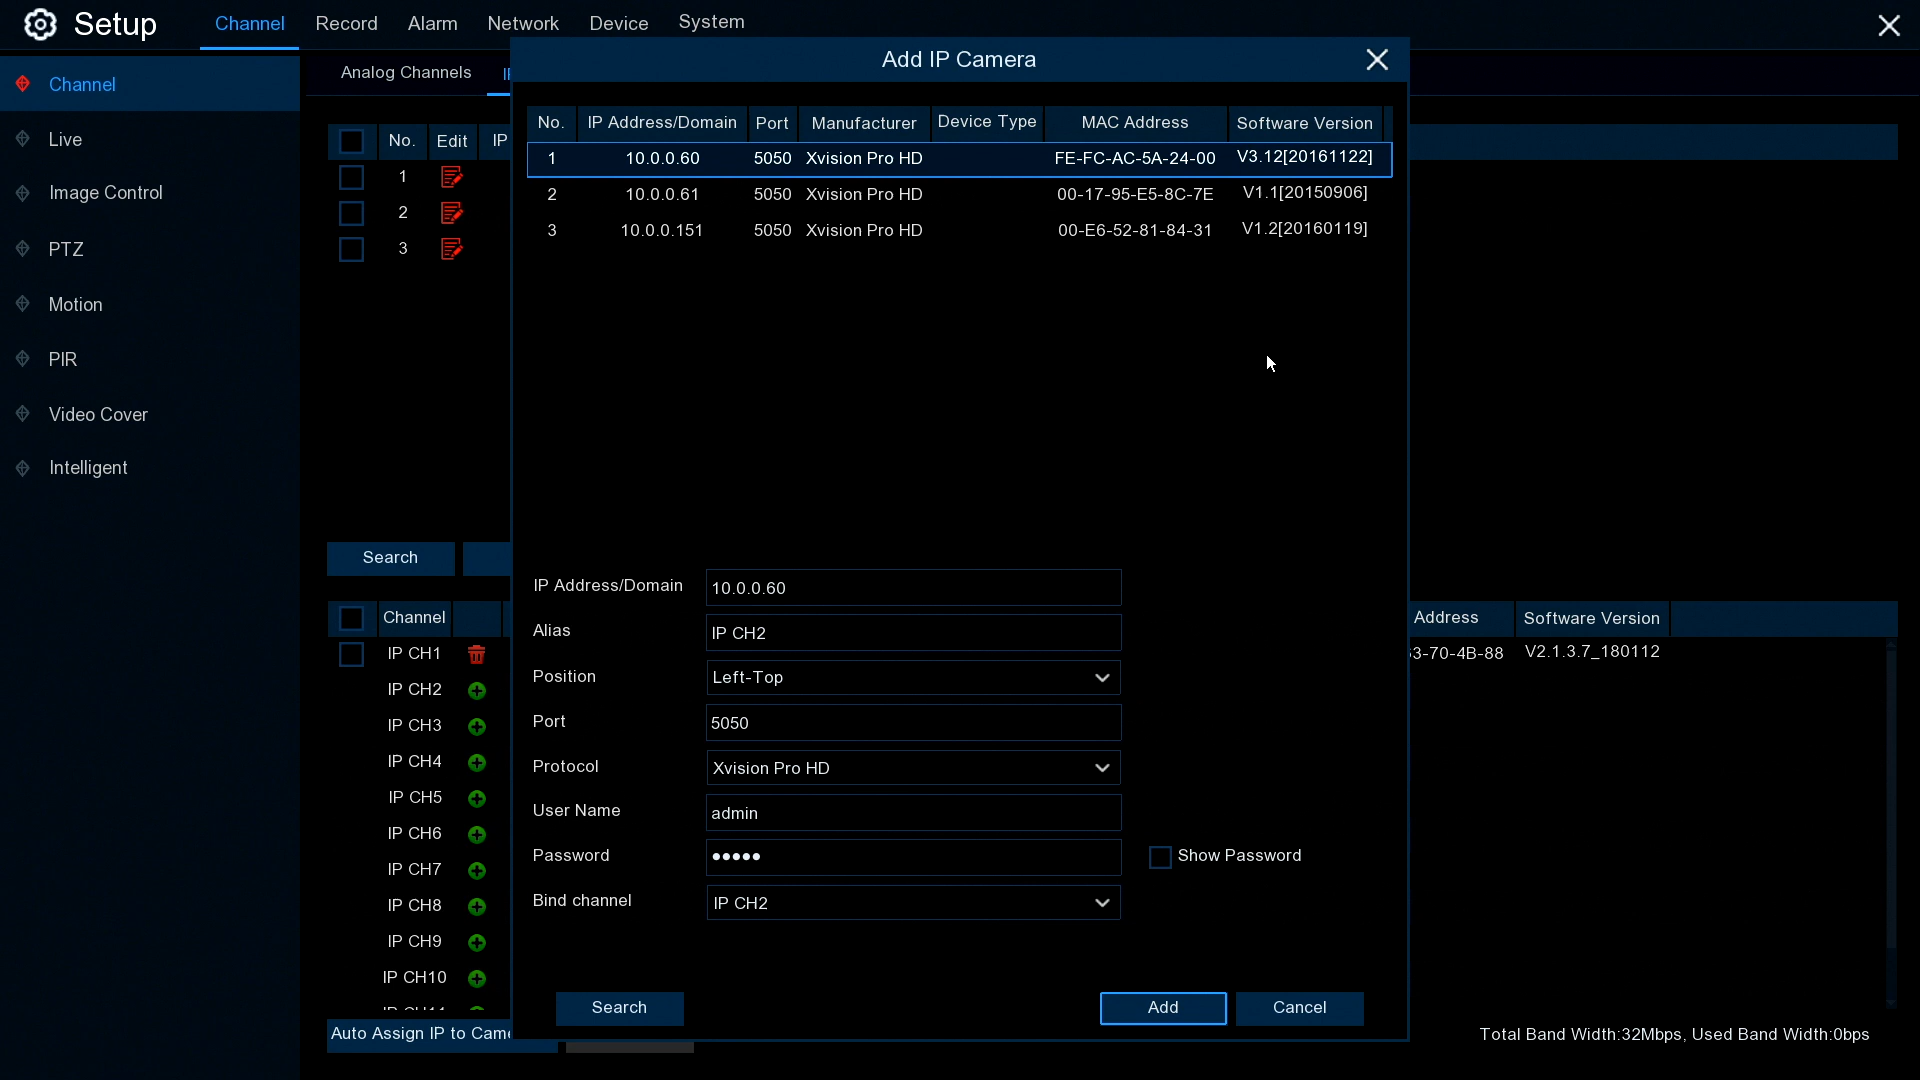 Setup Channel Record Alarm Network Device System
Add IP Camera
Channel
Live
Image Control
PTZ
Motion
PIR
Video Cover
Intelligent
Analog Channels
No. Edit IP
1
2
3
Search
Channel
IP CH1
IP CH2
IP CH3
IP CH4
IP CH5
IP CH6
IP CH7
IP CH8
IP CH9
IP CH10
Auto Assign IP to
No. IP Address/Domain Port Manufacturer Device Type MAC Address Software Version
1 10.0.0.60 5050 Xvision Pro HD FE-FC-AC-5A-24-00 V3.12[20161122]
2 10.0.0.61 5050 Xvision Pro HD 00-17-95-E5-8C-7E V1.1[20150906]
3 10.0.0.151 5050 Xvision Pro HD 00-E6-52-81-84-31 V1.2[20160119]
IP Address/Domain 10.0.0.60
Alias IP CH2
Position Left-Top
Port 5050
Protocol Xvision Pro HD
User Name admin
Password ••••• Show Password
Bind channel IP CH2
Search Add Cancel
Address Software Version
3-70-4B-88 V2.1.3.7_180112
Total Band Width:32Mbps, Used Band Width:0bps